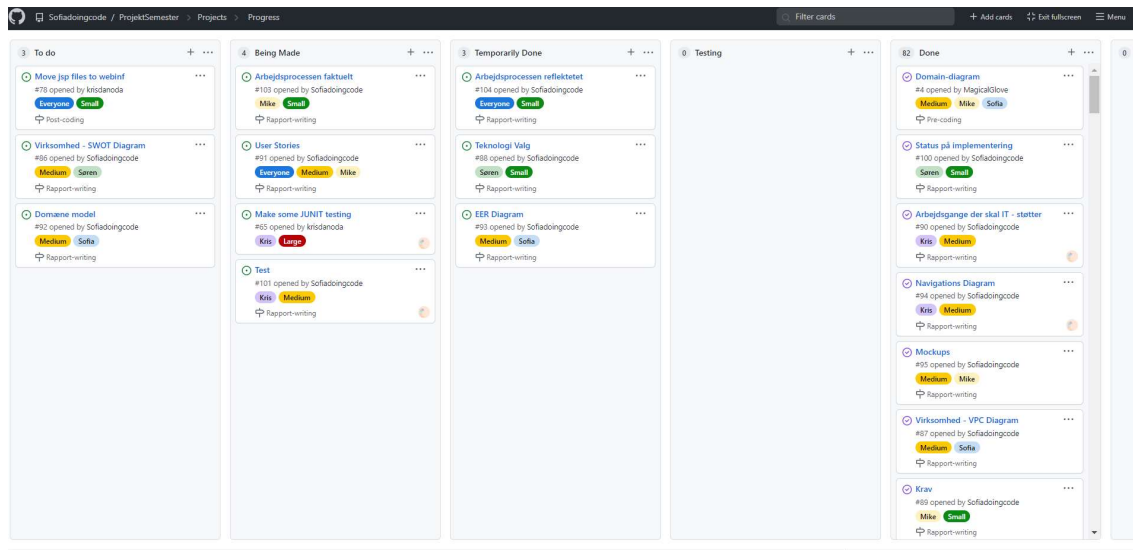 Sofiadoingcode / ProjektSemester > Projects > Progress
Filter cards
+ Add cards
Exit fullscreen
Menu
3 To do
Move jsp files to webinf
#78 opened by krisdanoda
Everyone Small
Post-coding
Virksomhed - SWOT Diagram
#86 opened by Sofiadoingcode
Medium Søren
Rapport-writing
Domæne model
#92 opened by Sofiadoingcode
Medium Sofia
Rapport-writing
4 Being Made
Arbejdsprocessen faktuelt
#103 opened by Sofiadoingcode
Mike Small
Rapport-writing
User Stories
#91 opened by Sofiadoingcode
Everyone Medium Mike
Rapport-writing
Make some JUNIT testing
#65 opened by krisdanoda
Kris Large
Test
#101 opened by Sofiadoingcode
Kris Medium
Rapport-writing
3 Temporarily Done
Arbejdsprocessen reflektetet
#104 opened by Sofiadoingcode
Everyone Small
Rapport-writing
Teknologi Valg
#88 opened by Sofiadoingcode
Søren Small
Rapport-writing
EER Diagram
#93 opened by Sofiadoingcode
Medium Sofia
Rapport-writing
0 Testing
82 Done
Domain-diagram
#4 opened by MagicalGlove
Medium Mike Sofia
Pre-coding
Status på implementering
#100 opened by Sofiadoingcode
Søren Small
Rapport-writing
Arbejdsgange der skal IT - støtter
#90 opened by Sofiadoingcode
Kris Medium
Rapport-writing
Navigations Diagram
#94 opened by Sofiadoingcode
Kris Medium
Rapport-writing
Mockups
#95 opened by Sofiadoingcode
Medium Mike
Rapport-writing
Virksomhed - VPC Diagram
#87 opened by Sofiadoingcode
Medium Sofia
Rapport-writing
Krav
#89 opened by Sofiadoingcode
Mike Small
Rapport-writing
0